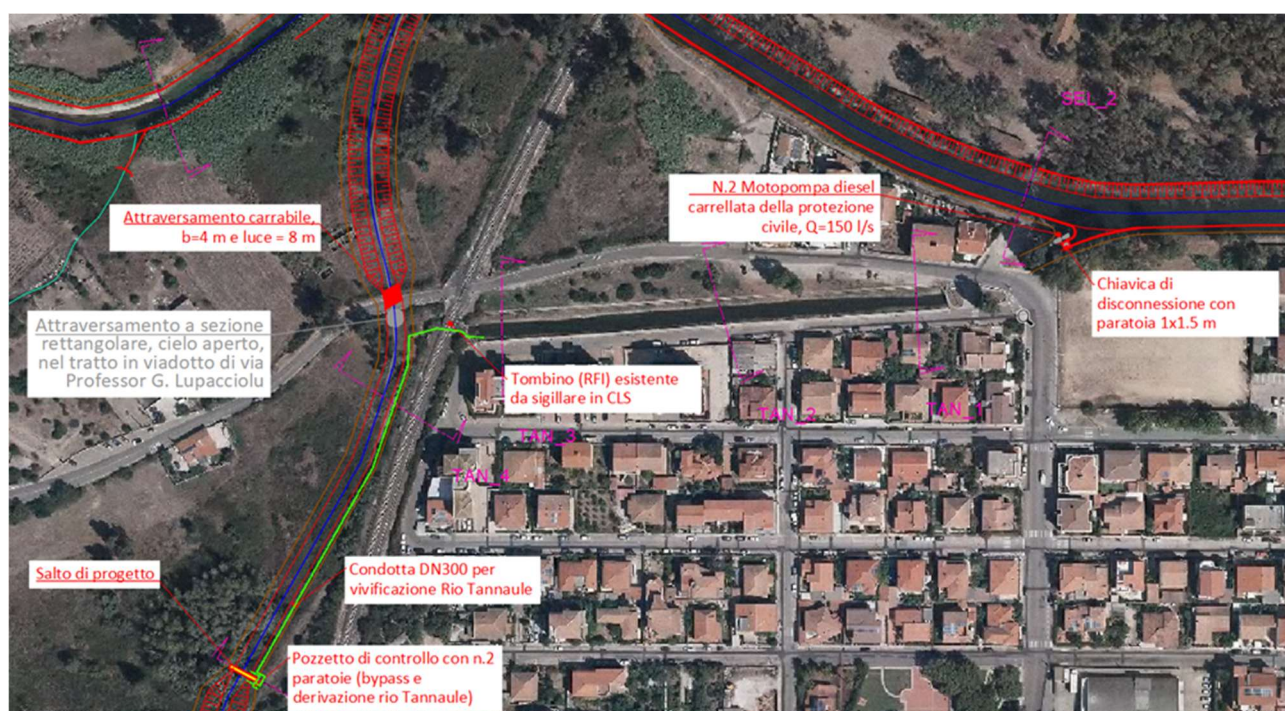 SEL_2
N.2 Motopompa diesel
carrellata della protezione
civile, Q=150 l/s
Attraversamento carrabile,
b=4 m e luce = 8 m
Chiavica di
disconnessione con
paratoia 1x1.5 m
Attraversamento a sezione
rettangolare, cielo aperto,
nel tratto in viadotto di via
Professor G. Lupacciolu
Tombino (RFI) esistente
da sigillare in CLS
TAN_1
TAN_2
TAN_3
TAN_4
Salto di progetto
Condotta DN300 per
vivificazione Rio Tannaule
Pozzetto di controllo con n.2
paratoie (bypass e
derivazione rio Tannaule)